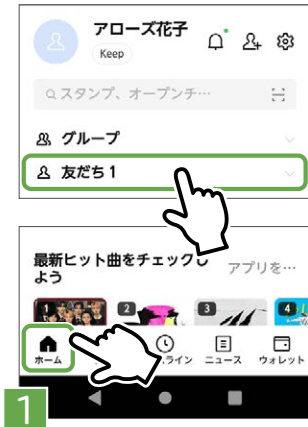 アローズ花子
Keep
スタンプ、オープンチ…
グループ
友だち 1
最新ヒット曲をチェックし
よう
アプリを…
1
2
3
4
ホーム
ライン
ニュース
ウォレット
1